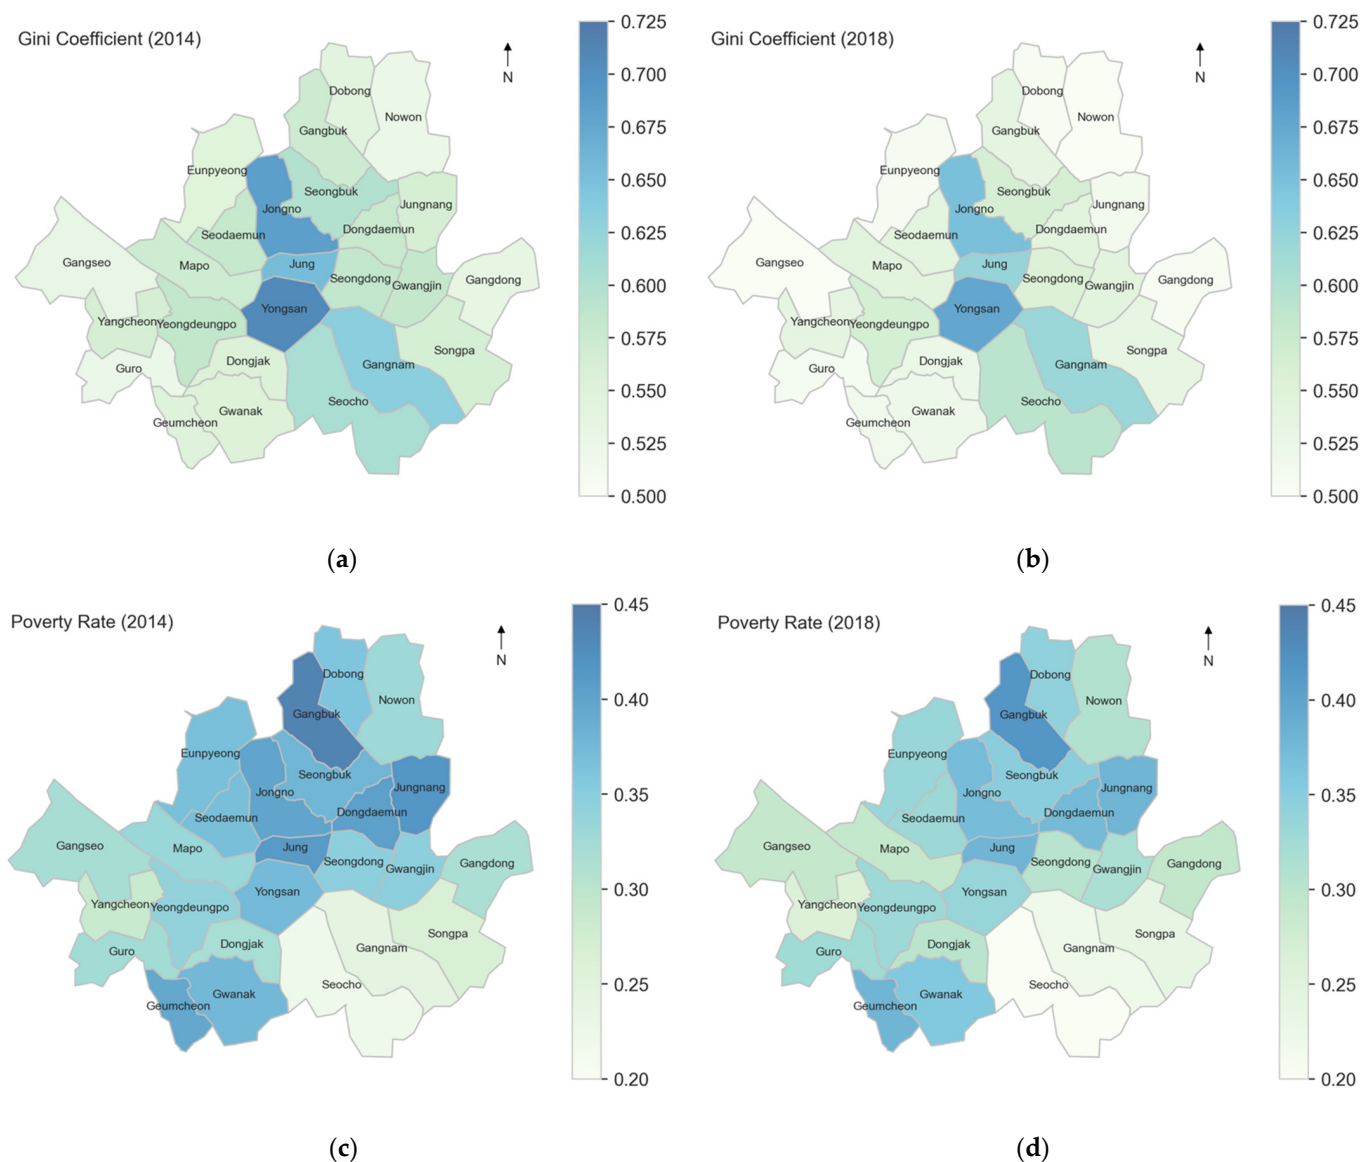 Gini Coefficient (2014)
N
Dobong
Nowon
Gangbuk
Eunpyeong
Seongbuk
Jongno
Jungnang
Seodaemun
Dongdaemun
Gangseo
Mapo
Jung
Seongdong
Gwangjin
Gangdong
Yongsan
Yangcheon
Yeongdeungpo
Songpa
Guro
Dongjak
Gangnam
Seocho
Gwanak
Geumcheon
0.725
0.700
0.675
0.650
0.625
0.600
0.575
0.550
0.525
0.500
(a)
Gini Coefficient (2018)
N
Dobong
Nowon
Gangbuk
Eunpyeong
Seongbuk
Jongno
Jungnang
Seodaemun
Dongdaemun
Gangseo
Mapo
Jung
Seongdong
Gwangjin
Gangdong
Yongsan
Yangcheon
Yeongdeungpo
Songpa
Guro
Dongjak
Gangnam
Seocho
Gwanak
Geumcheon
0.725
0.700
0.675
0.650
0.625
0.600
0.575
0.550
0.525
0.500
(b)
Poverty Rate (2014)
N
Dobong
Nowon
Gangbuk
Eunpyeong
Seongbuk
Jongno
Jungnang
Seodaemun
Dongdaemun
Gangseo
Mapo
Jung
Seongdong
Gwangjin
Gangdong
Yongsan
Yangcheon
Yeongdeungpo
Songpa
Guro
Dongjak
Gangnam
Seocho
Gwanak
Geumcheon
0.45
0.40
0.35
0.30
0.25
0.20
(c)
Poverty Rate (2018)
N
Dobong
Nowon
Gangbuk
Eunpyeong
Seongbuk
Jongno
Jungnang
Seodaemun
Dongdaemun
Gangseo
Mapo
Jung
Seongdong
Gwangjin
Gangdong
Yongsan
Yangcheon
Yeongdeungpo
Songpa
Guro
Dongjak
Gangnam
Seocho
Gwanak
Geumcheon
0.45
0.40
0.35
0.30
0.25
0.20
(d)